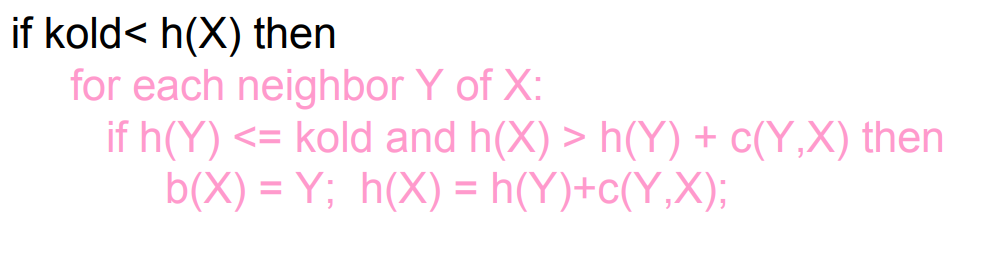 if kold< h(X) then
for each neighbor Y of X:
if h(Y) <= kold and h(X) > h(Y) + c(Y,X) then
b(X) = Y; h(X) = h(Y)+c(Y,X);